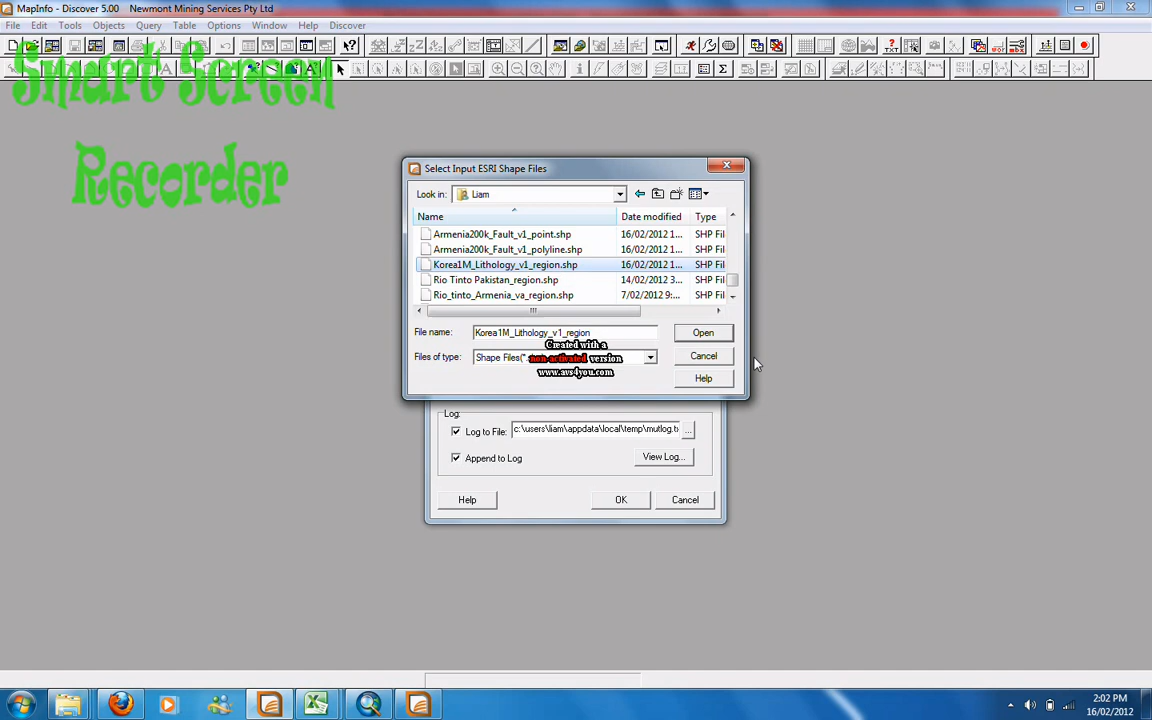 MapInfo - Discover 5.00 Newmont Mining Services Pty Ltd
File Edit Tools Objects Query Table Options Window Help Discover
Smart Screen
Recorder
Select Input ESRI Shape Files
Look in: Liam
Name Date modified Type
Armenia200k_Fault_v1_point.shp 16/02/2012 1... SHP Fil
Armenia200k_Fault_v1_polyline.shp 16/02/2012 1... SHP Fil
Korea1M_Lithology_v1_region.shp 16/02/2012 1... SHP Fil
Rio Tinto Pakistan_region.shp 14/02/2012 3... SHP Fil
Rio_tinto_Armenia_va_region.shp 7/02/2012 9:... SHP Fil
File name: Korea1M_Lithology_v1_region Open
Created with a
Files of type: Shape Files(*. non-activated version Cancel
www.avs4you.com
Help
Log:
Log to File: c:\users\liam\appdata\local\temp\mutlog.t ...
Append to Log View Log...
Help OK Cancel
2:02 PM
16/02/2012